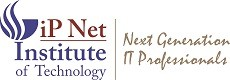 iP Net
Institute
of Technology
Next Generation
IT Professionals